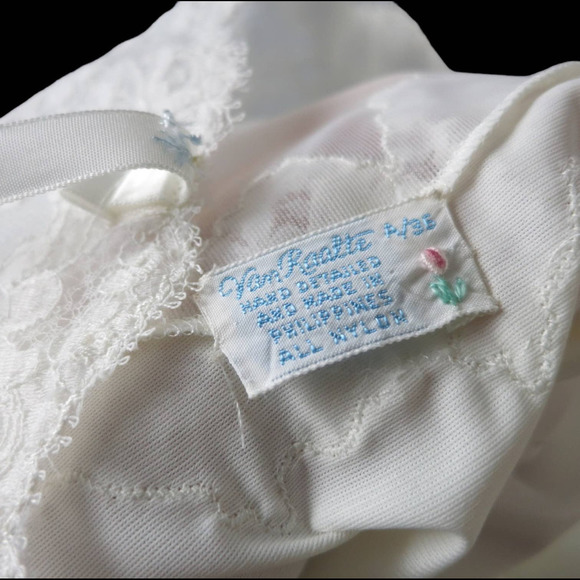 Van Raalte P/32
HAND DETAILED
AND MADE IN
PHILIPPINES
ALL NYLON